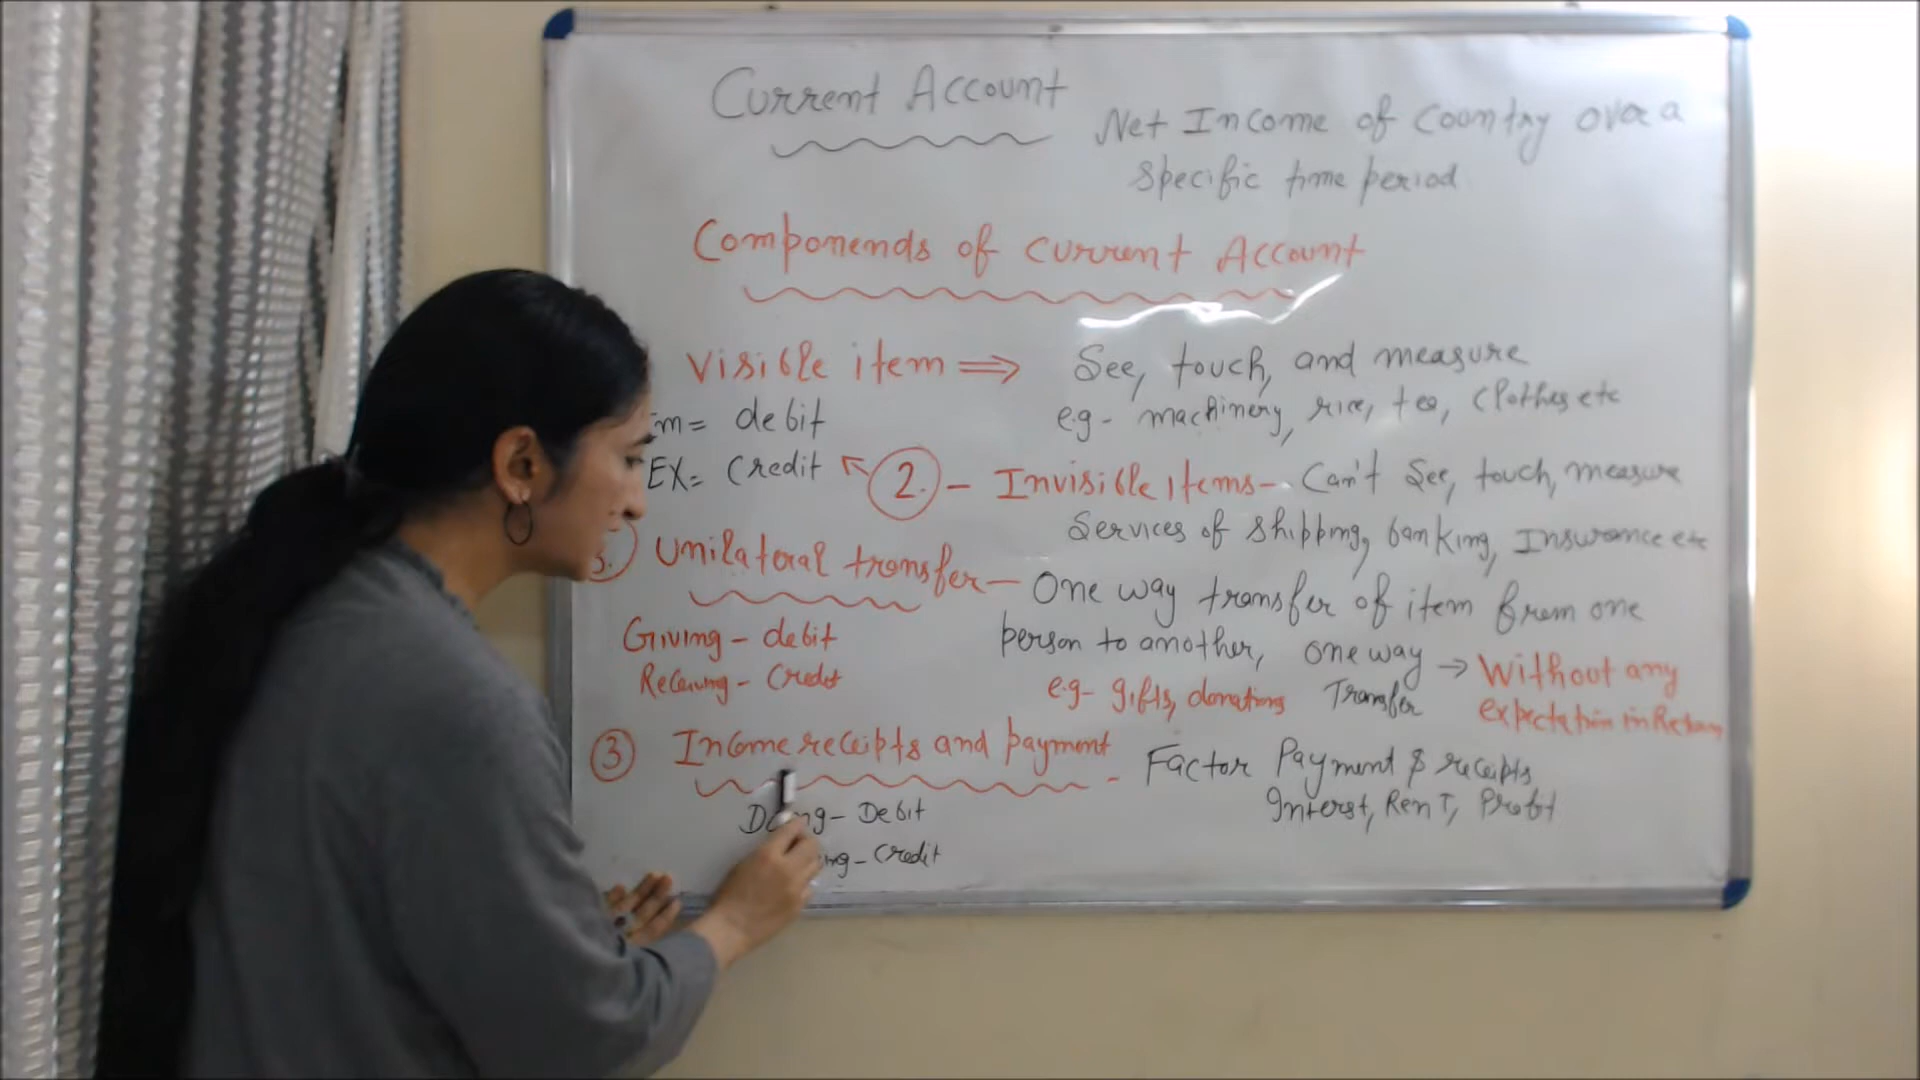 Current Account
Net Income of Coontry over a
specific time period
Componends of current Account
Visible item ⇒ See, touch, and measure
Im = debit
e.g - machinery, rice, tea, Clothes etc
EX = Credit ← 2. - Invisible Items - Can't See, touch, measure
Services of shipping, banking, Insurance etc
3. Unilateral transfer - One way transfer of item from one
Giving - debit
person to another, one way → Without any
Receiving - Credit
e.g - gifts, donations Transfer expectation in Return
3 Income receipts and payment - Factor Payment & receipts
Interst, Rent, Profit
Debit
Credit